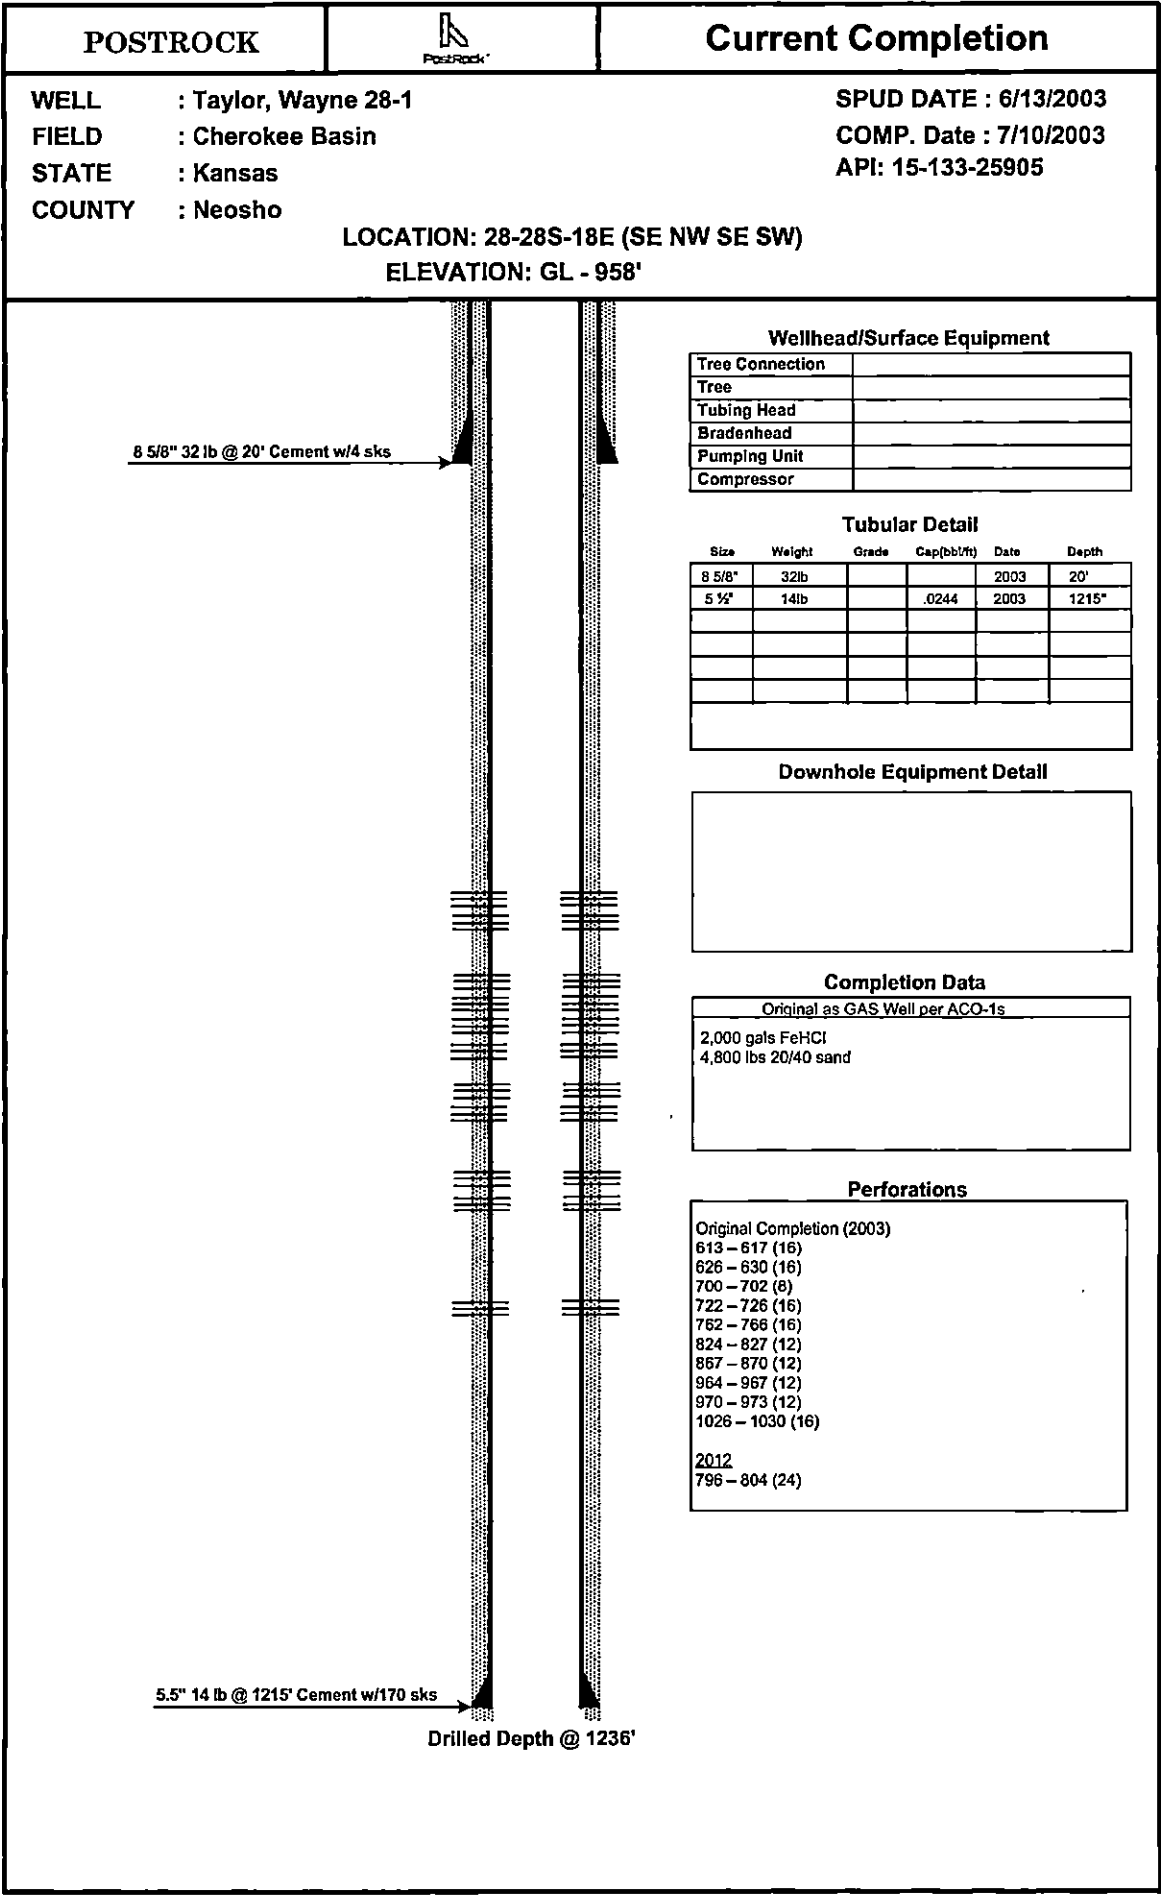 POSTROCK
PostRock
Current Completion
WELL : Taylor, Wayne 28-1
FIELD : Cherokee Basin
STATE : Kansas
COUNTY : Neosho
SPUD DATE : 6/13/2003
COMP. Date : 7/10/2003
API: 15-133-25905
LOCATION: 28-28S-18E (SE NW SE SW)
ELEVATION: GL - 958'
8 5/8" 32 lb @ 20' Cement w/4 sks
5.5" 14 lb @ 1215' Cement w/170 sks
Drilled Depth @ 1236'
Wellhead/Surface Equipment
Tree Connection
Tree
Tubing Head
Bradenhead
Pumping Unit
Compressor
Tubular Detail
Size Weight Grade Cap(bbl/ft) Date Depth
8 5/8" 32lb 2003 20'
5 ½" 14lb .0244 2003 1215"
Downhole Equipment Detail
Completion Data
Original as GAS Well per ACO-1s
2,000 gals FeHCl
4,800 lbs 20/40 sand
Perforations
Original Completion (2003)
613 – 617 (16)
626 – 630 (16)
700 – 702 (8)
722 – 726 (16)
762 – 766 (16)
824 – 827 (12)
867 – 870 (12)
964 – 967 (12)
970 – 973 (12)
1026 – 1030 (16)
2012
796 – 804 (24)